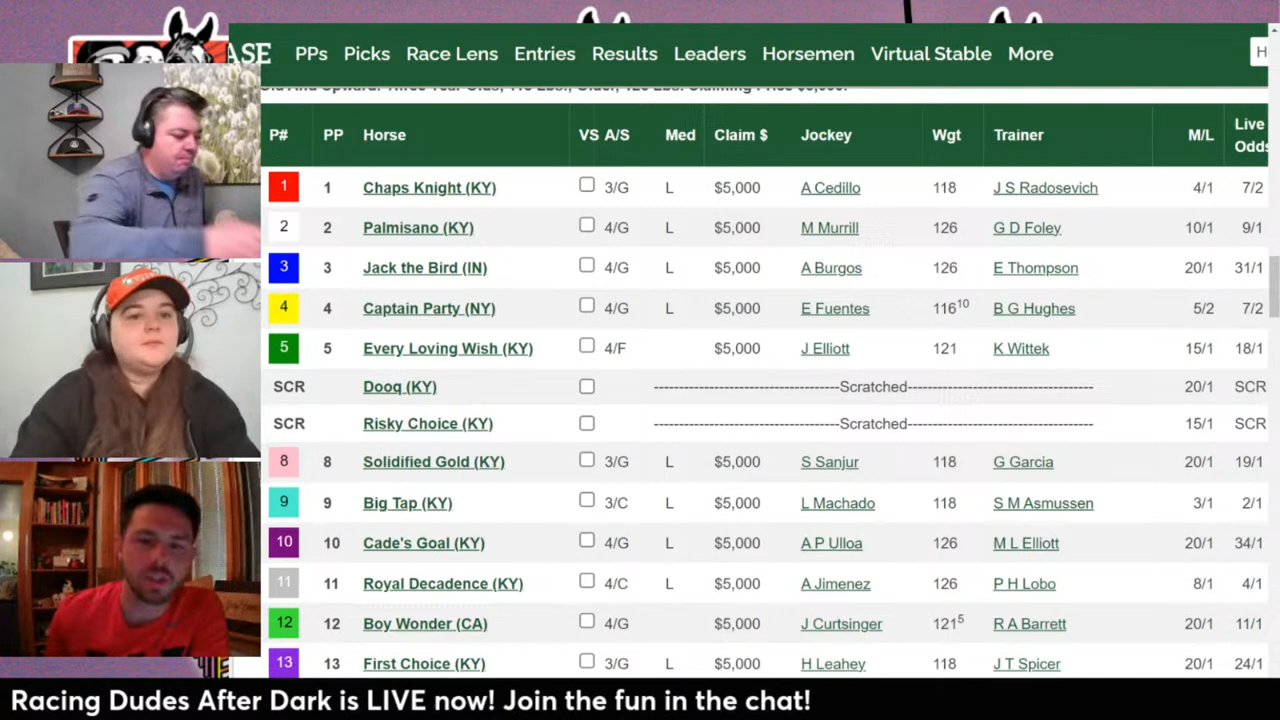 ASE PPs Picks Race Lens Entries Results Leaders Horsemen Virtual Stable More H
P# PP Horse VS A/S Med Claim $ Jockey Wgt Trainer M/L Live Odds
1 1 Chaps Knight (KY) 3/G L $5,000 A Cedillo 118 J S Radosevich 4/1 7/2
2 2 Palmisano (KY) 4/G L $5,000 M Murrill 126 G D Foley 10/1 9/1
3 3 Jack the Bird (IN) 4/G L $5,000 A Burgos 126 E Thompson 20/1 31/1
4 4 Captain Party (NY) 4/G L $5,000 E Fuentes 116¹⁰ B G Hughes 5/2 7/2
5 5 Every Loving Wish (KY) 4/F $5,000 J Elliott 121 K Wittek 15/1 18/1
SCR Dooq (KY) ----Scratched---- 20/1 SCR
SCR Risky Choice (KY) ----Scratched---- 15/1 SCR
8 8 Solidified Gold (KY) 3/G L $5,000 S Sanjur 118 G Garcia 20/1 19/1
9 9 Big Tap (KY) 3/C L $5,000 L Machado 118 S M Asmussen 3/1 2/1
10 10 Cade's Goal (KY) 4/G L $5,000 A P Ulloa 126 M L Elliott 20/1 34/1
11 11 Royal Decadence (KY) 4/C L $5,000 A Jimenez 126 P H Lobo 8/1 4/1
12 12 Boy Wonder (CA) 4/G L $5,000 J Curtsinger 121⁵ R A Barrett 20/1 11/1
13 13 First Choice (KY) 3/G L $5,000 H Leahey 118 J T Spicer 20/1 24/1
Racing Dudes After Dark is LIVE now! Join the fun in the chat!